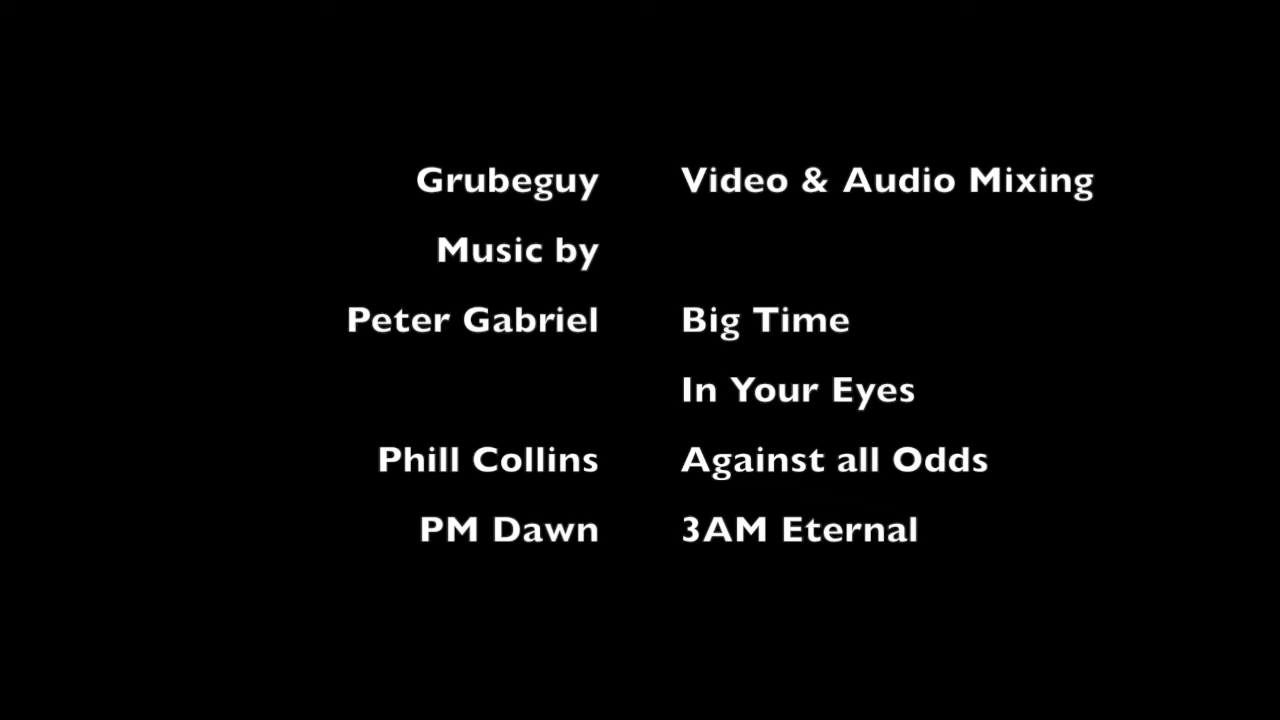 Grubeguy Video & Audio Mixing
Music by
Peter Gabriel Big Time
In Your Eyes
Phill Collins Against all Odds
PM Dawn 3AM Eternal